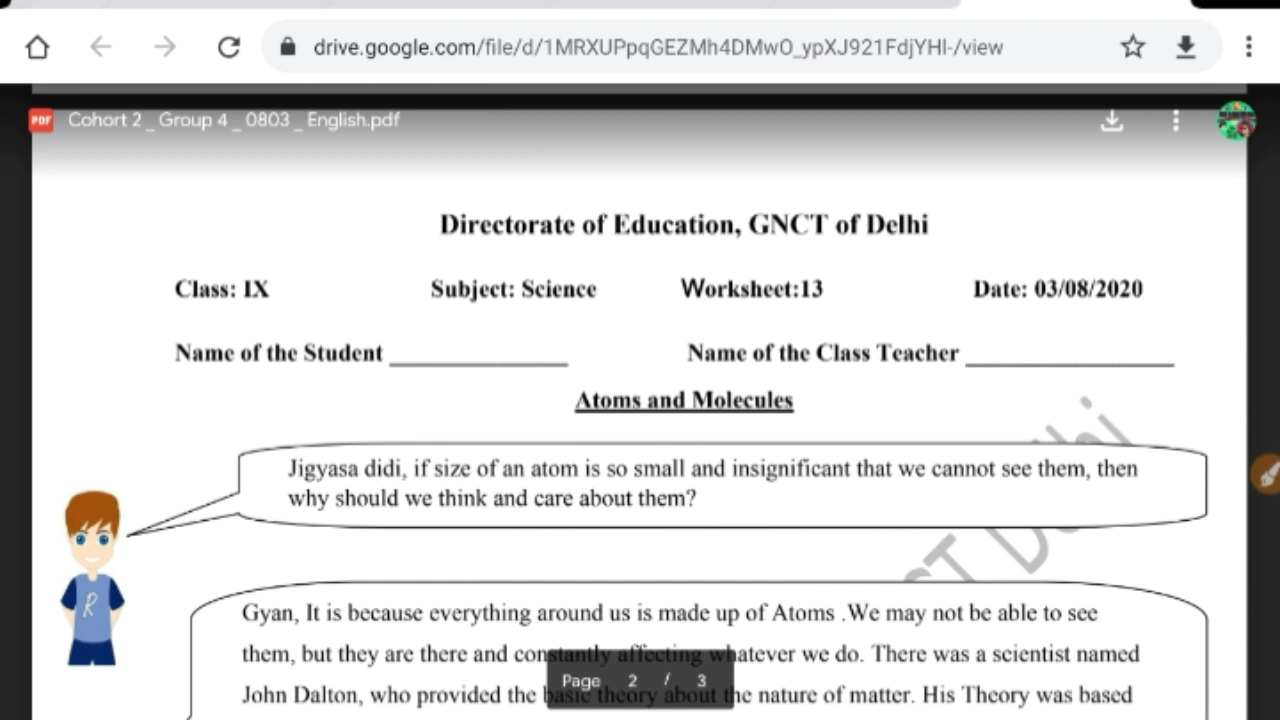 drive.google.com/file/d/1MRXUPpqGEZMh4DMwO_ypXJ921FdjYHl-/view
PDF Cohort 2 _ Group 4 _ 0803 _ English.pdf
Directorate of Education, GNCT of Delhi
Class: IX Subject: Science Worksheet:13 Date: 03/08/2020
Name of the Student ______________ Name of the Class Teacher __________________
Atoms and Molecules
Jigyasa didi, if size of an atom is so small and insignificant that we cannot see them, then
why should we think and care about them?
R
Gyan, It is because everything around us is made up of Atoms .We may not be able to see
them, but they are there and constantly affecting whatever we do. There was a scientist named
John Dalton, who provided the basic theory about the nature of matter. His Theory was based
Page 2 / 3